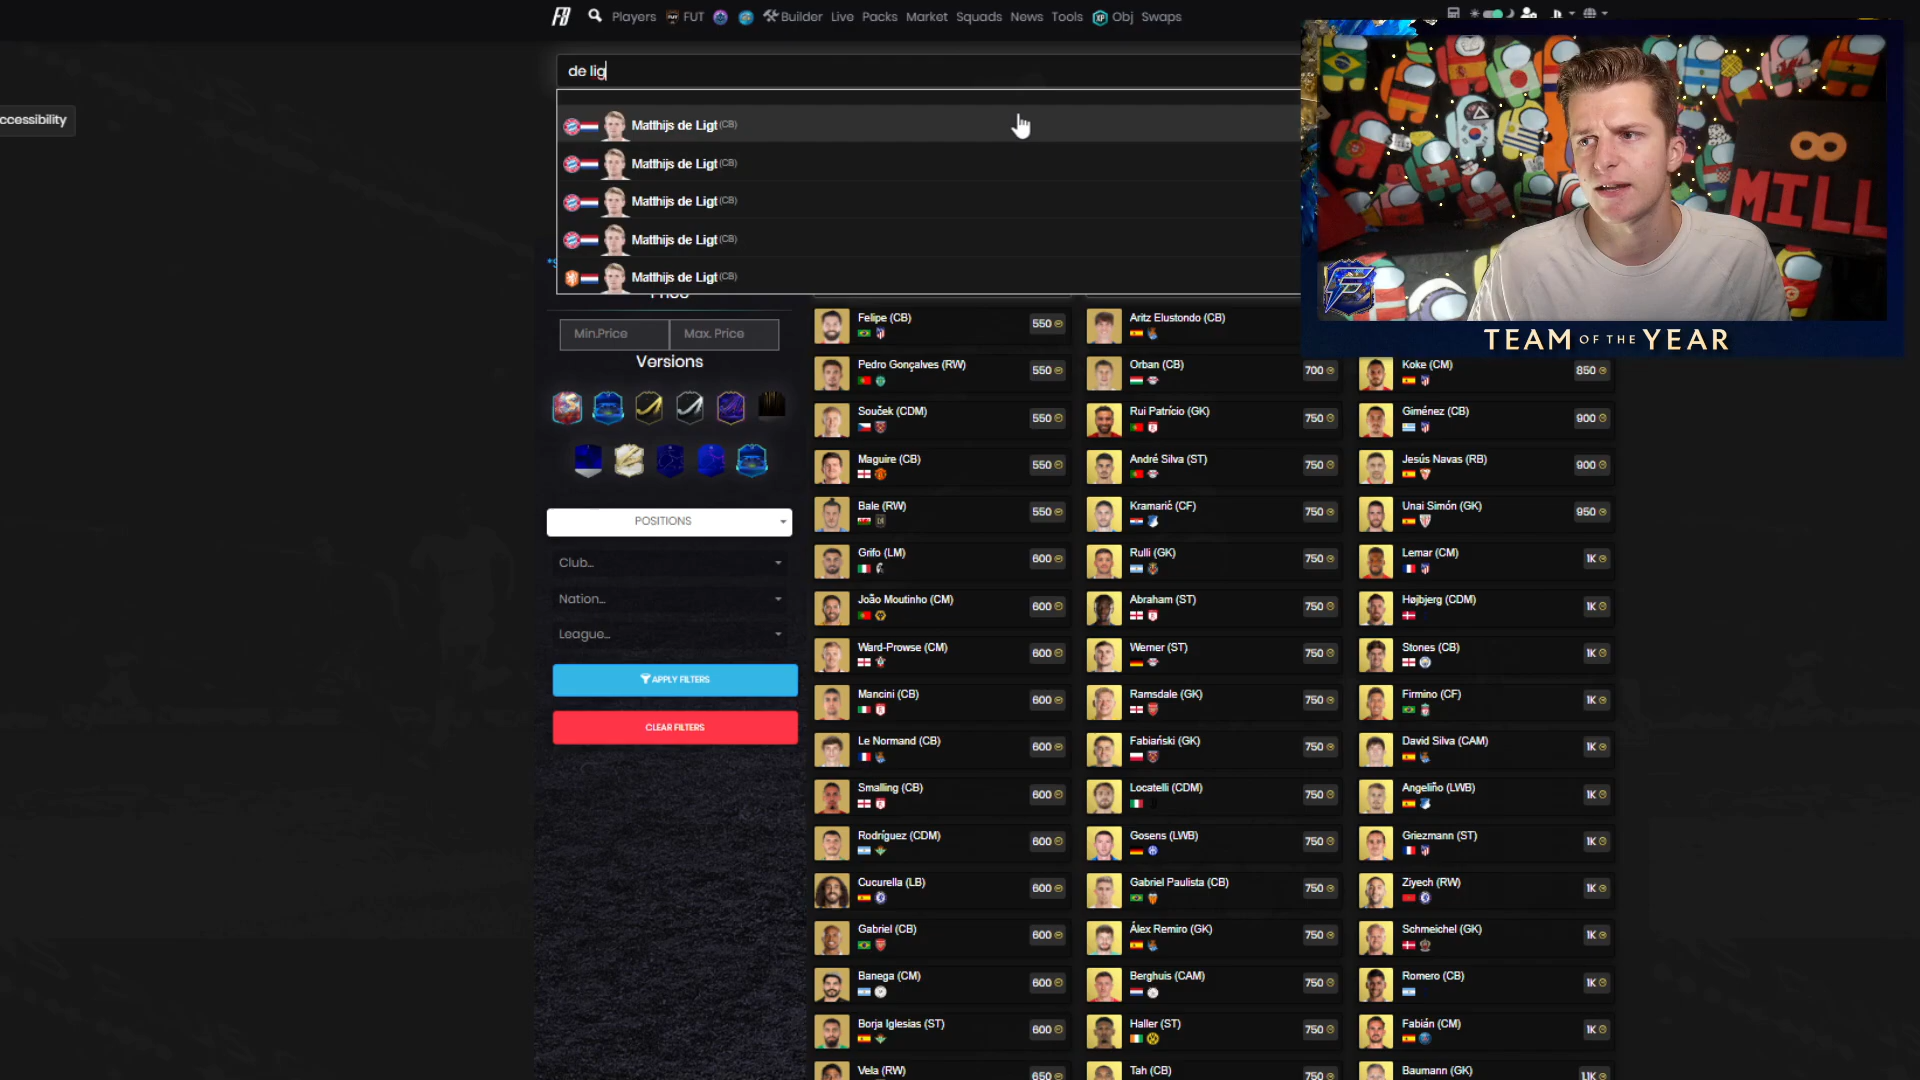 Players FUT Builder Live Packs Market Squads News Tools Obj Swaps
de lig
ccessibility
Matthijs de Ligt (CB)
Matthijs de Ligt (CB)
Matthijs de Ligt (CB)
Matthijs de Ligt (CB)
Matthijs de Ligt (CB)
8
MILL
TEAM OF THE YEAR
Min.Price Max. Price
Versions
POSITIONS
Club...
Nation...
League...
APPLY FILTERS
CLEAR FILTERS
Felipe (CB) 550
Pedro Gonçalves (RW) 550
Souček (CDM) 550
Maguire (CB) 550
Bale (RW) 550
Grifo (LM) 600
João Moutinho (CM) 600
Ward-Prowse (CM) 600
Mancini (CB) 600
Le Normand (CB) 600
Smalling (CB) 600
Rodríguez (CDM) 600
Cucurella (LB) 600
Gabriel (CB) 600
Banega (CM) 600
Borja Iglesias (ST) 600
Vela (RW) 650
Aritz Elustondo (CB)
Orban (CB) 700
Rui Patrício (GK) 750
André Silva (ST) 750
Kramarić (CF) 750
Rulli (GK) 750
Abraham (ST) 750
Werner (ST) 750
Ramsdale (GK) 750
Fabiański (GK) 750
Locatelli (CDM) 750
Gosens (LWB) 750
Gabriel Paulista (CB) 750
Álex Remiro (GK) 750
Berghuis (CAM) 750
Haller (ST) 750
Tah (CB) 750
Koke (CM) 850
Giménez (CB) 900
Jesús Navas (RB) 900
Unai Simón (GK) 950
Lemar (CM) 1K
Højbjerg (CDM) 1K
Stones (CB) 1K
Firmino (CF) 1K
David Silva (CAM) 1K
Angeliño (LWB) 1K
Griezmann (ST) 1K
Ziyech (RW) 1K
Schmeichel (GK) 1K
Romero (CB) 1K
Fabián (CM) 1K
Baumann (GK) 1.1K